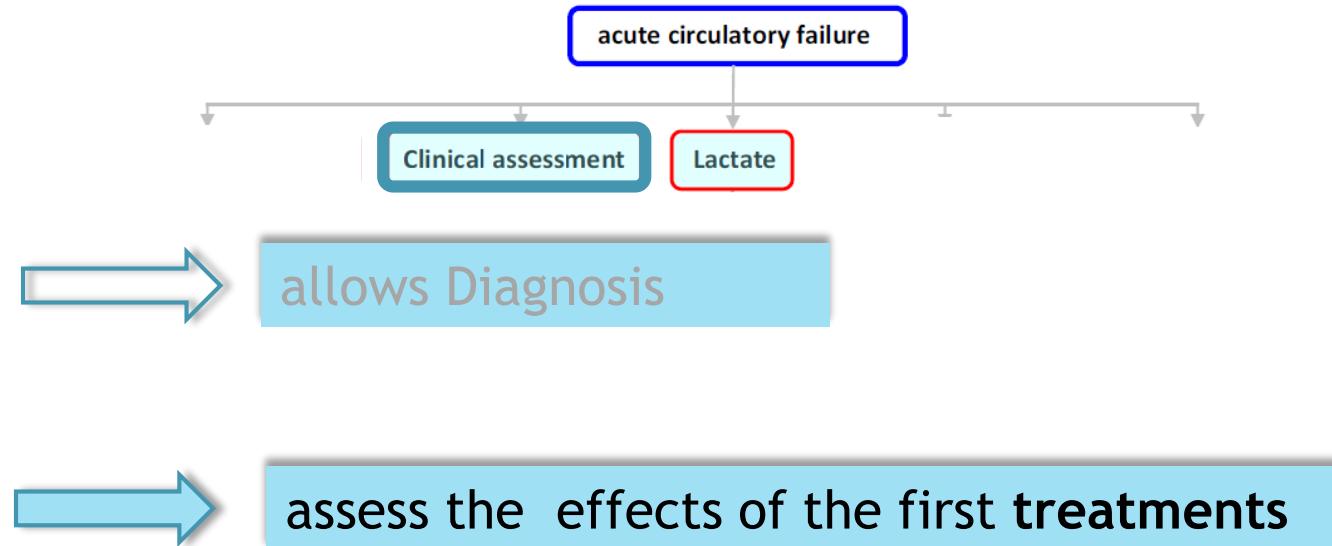 acute circulatory failure
Clinical assessment
Lactate
allows Diagnosis
assess the effects of the first treatments